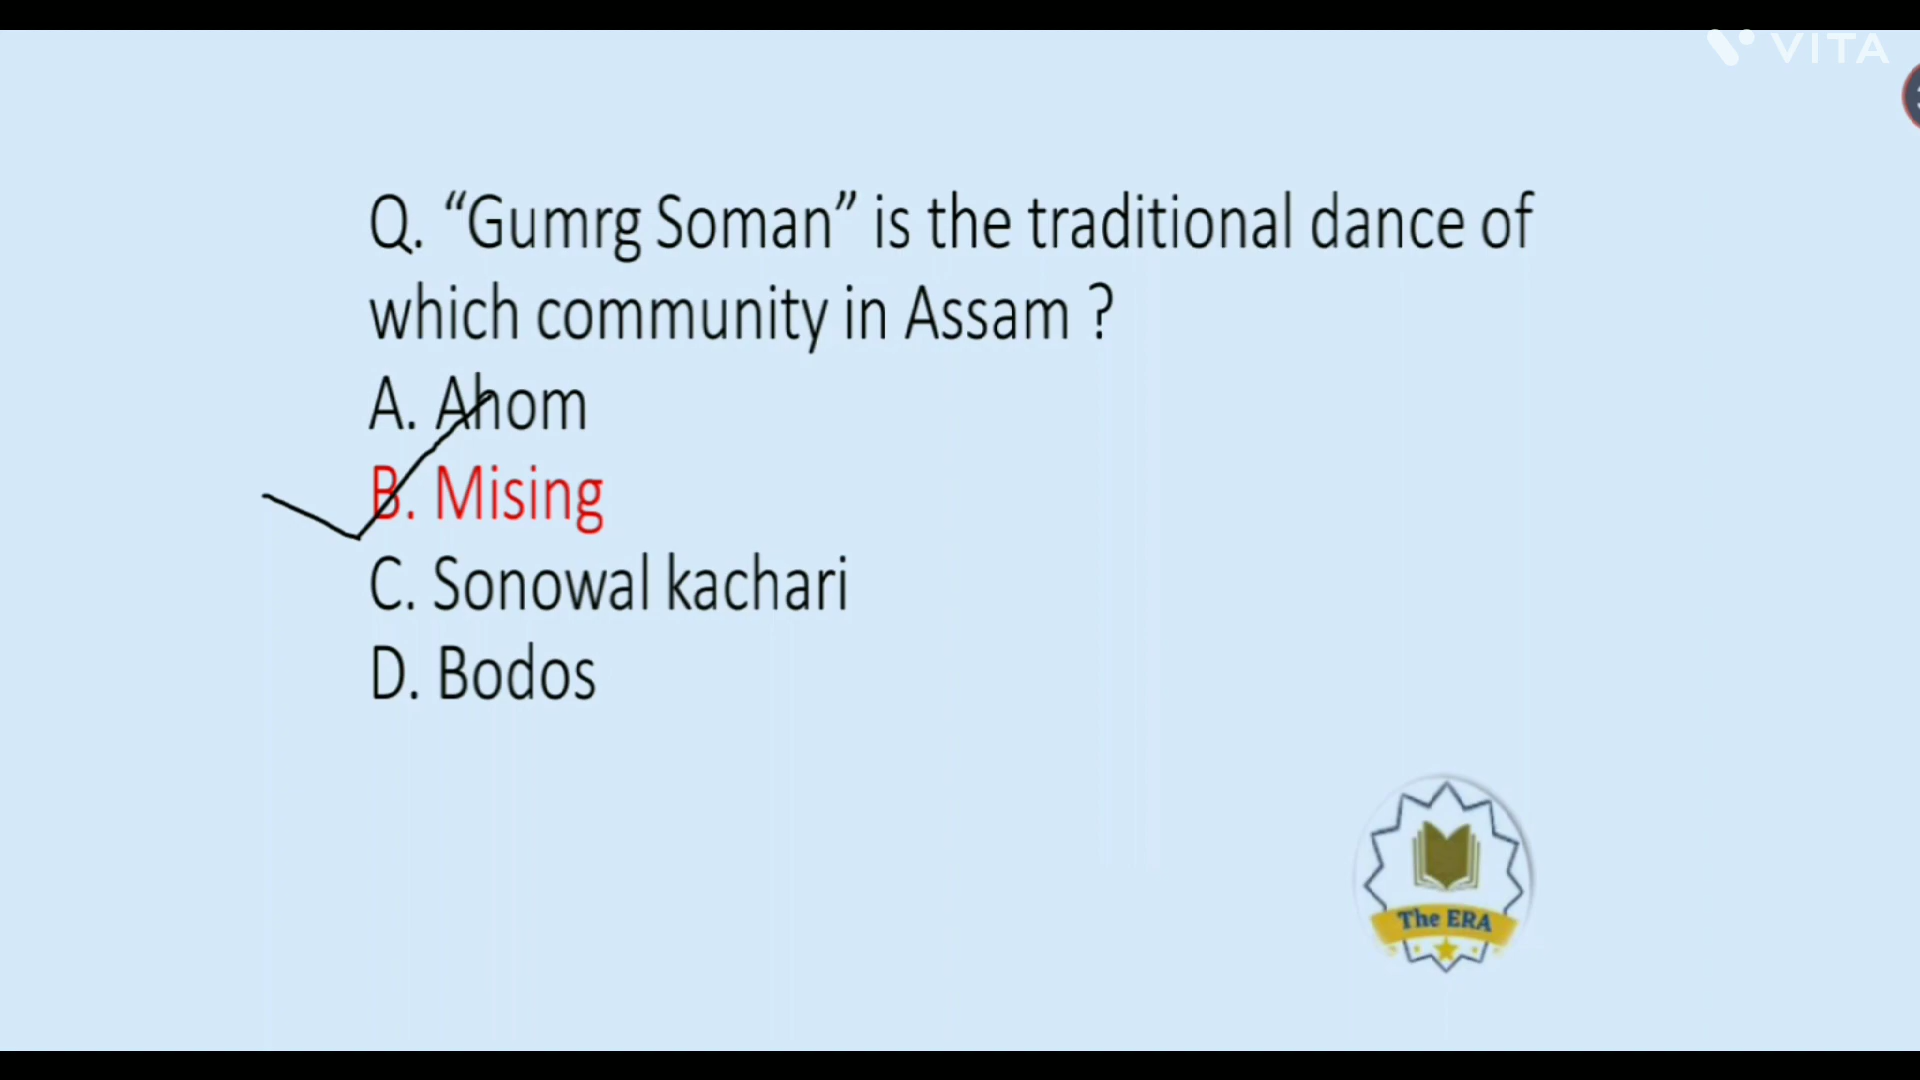 VITA
Q. “Gumrg Soman” is the traditional dance of
which community in Assam ?
A. Ahom
B. Mising
C. Sonowal kachari
D. Bodos
The ERA